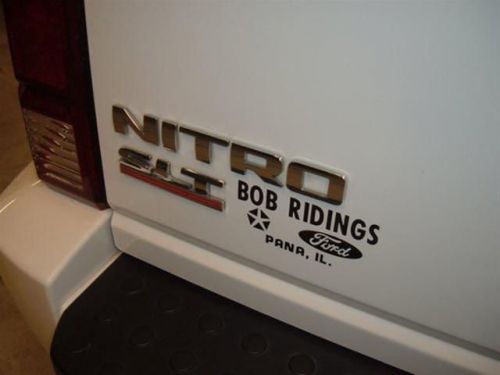 NITRO
SLT
BOB RIDINGS
Ford
PANA, IL.